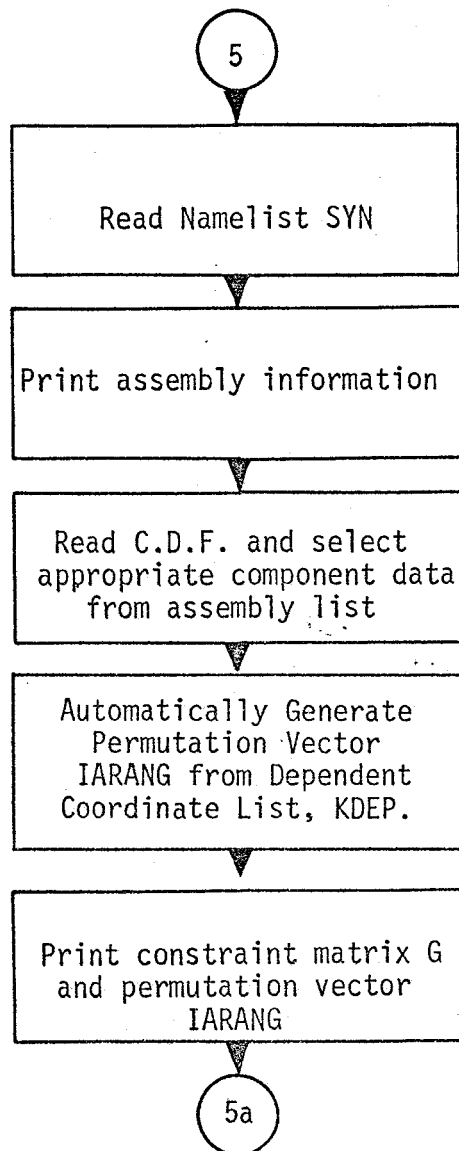 5
Read Namelist SYN
Print assembly information
Read C.D.F. and select
appropriate component data
from assembly list
Automatically Generate
Permutation Vector
IARANG from Dependent
Coordinate List, KDEP.
Print constraint matrix G
and permutation vector
IARANG
5a